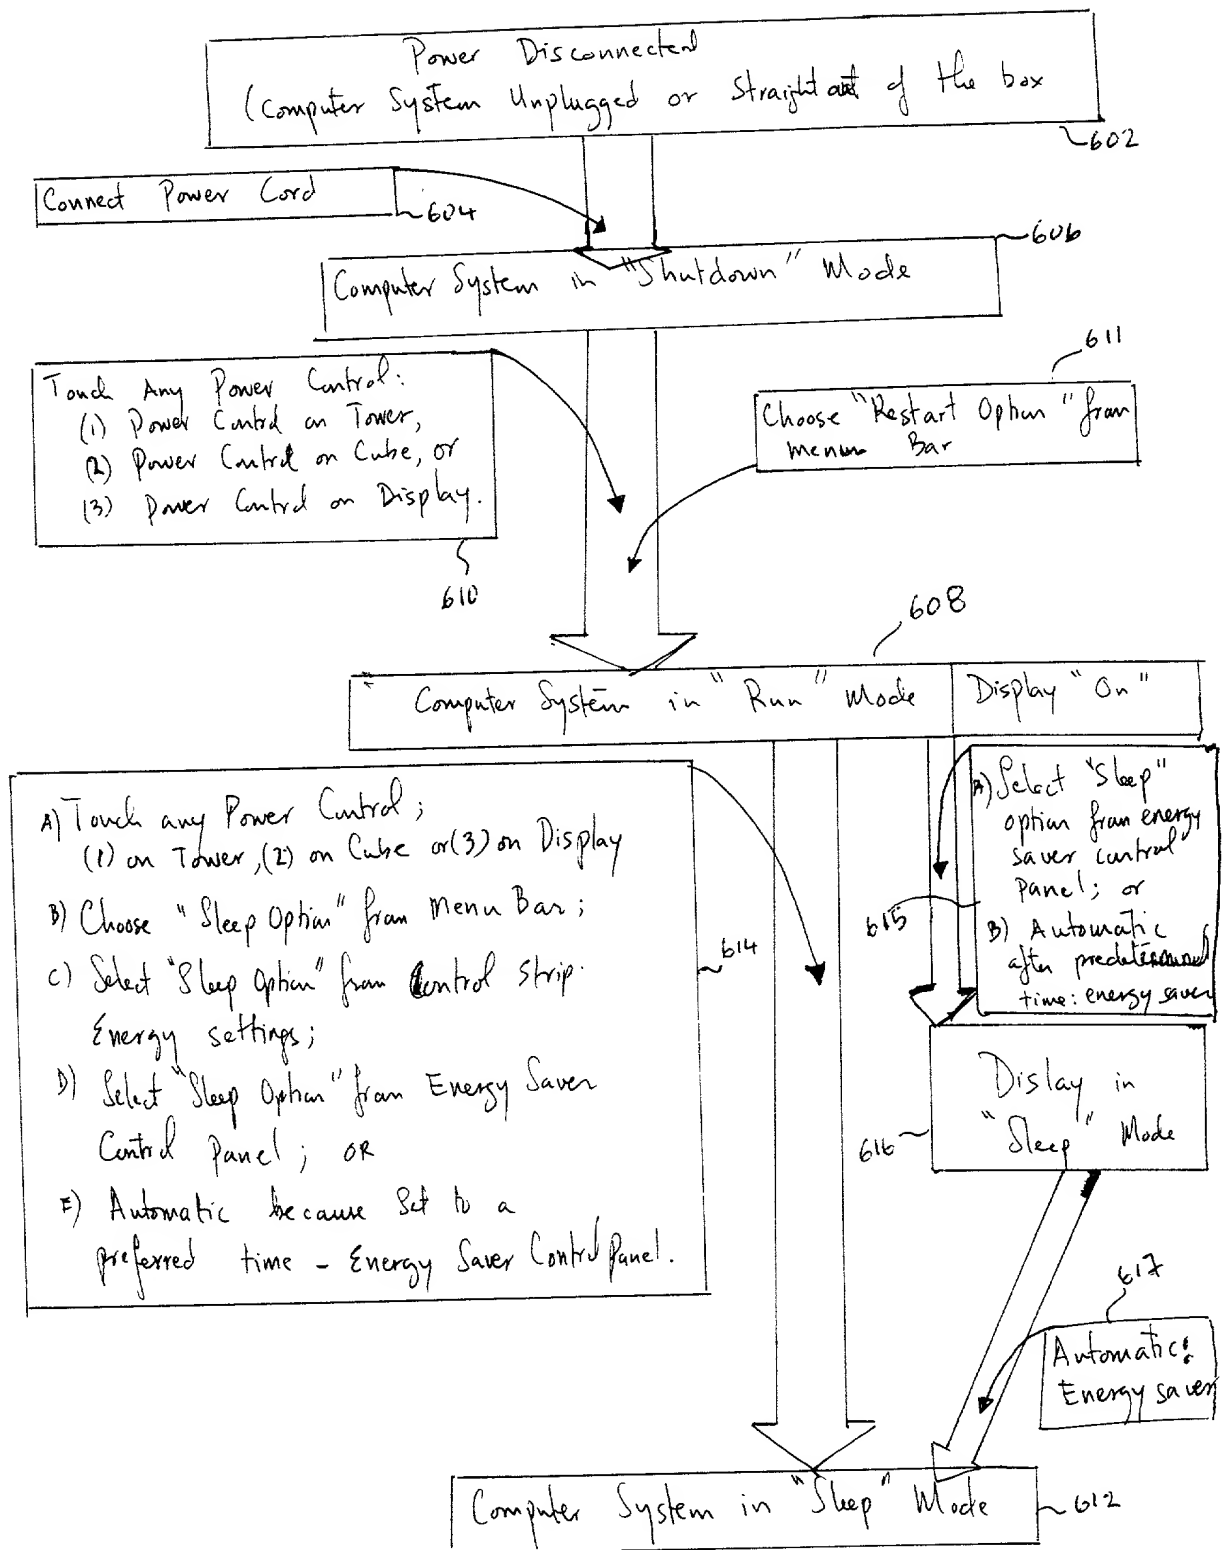 Power Disconnected
(Computer System Unplugged or Straight out of the box
602
Connect Power Cord
604
606
Computer System in "Shutdown" Mode
Touch Any Power Control:
(1) Power Control on Tower,
(2) Power Control on Cube, or
(3) Power Control on Display.
610
611
Choose "Restart Option" from
menu Bar
608
Computer System in "Run" Mode
Display "On"
A) Touch any Power Control;
(1) on Tower, (2) on Cube or (3) on Display
B) Choose "Sleep Option" from Menu Bar;
C) Select "Sleep Option" from Control Strip
Energy settings;
D) Select "Sleep Option" from Energy Saver
Control Panel; OR
E) Automatic because Set to a
preferred time - Energy Saver Control Panel.
614
A) Select "Sleep"
option from energy
saver control
panel; or
B) Automatic
after predetermined
time: energy saver
615
Dislay in
"Sleep" Mode
616
617
Automatic:
Energy saver
Computer System in "Sleep" Mode
612